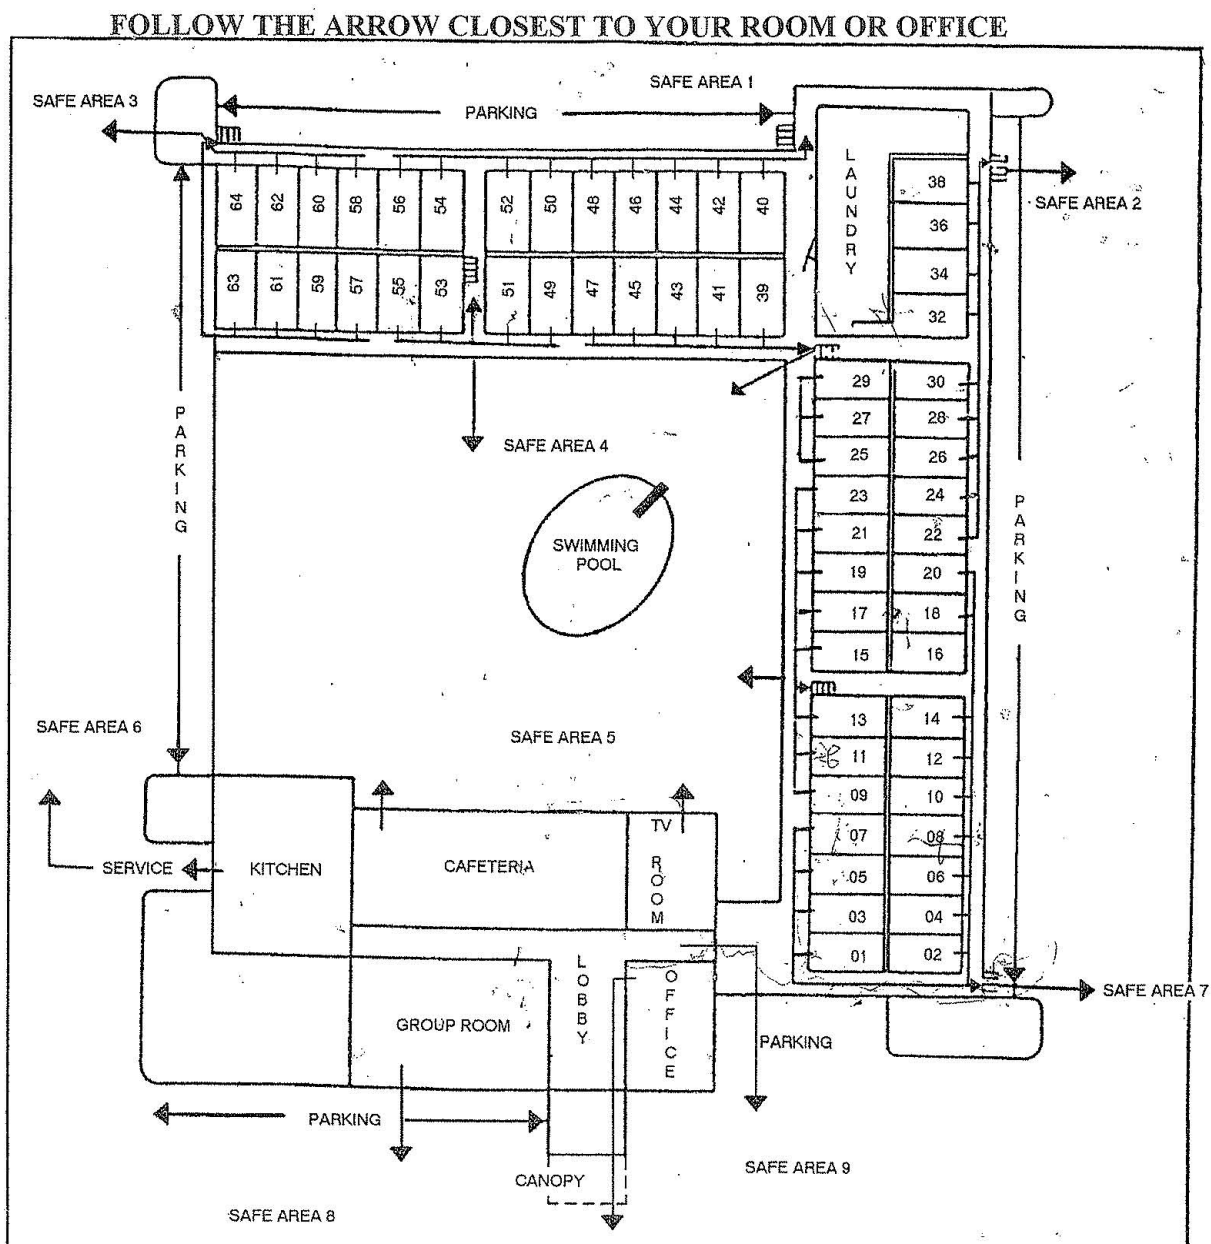 FOLLOW THE ARROW CLOSEST TO YOUR ROOM OR OFFICE
SAFE AREA 3
SAFE AREA 1
PARKING
SAFE AREA 2
64 62 60 58 56 54 52 50 48 46 44 42 40
63 61 59 57 55 53 51 49 47 45 43 41 39
LAUNDRY
38
36
34
32
29 30
27 28
25 26
23 24
21 22
19 20
17 18
15 16
13 14
11 12
09 10
07 08
05 06
03 04
01 02
PARKING
PARKING
SAFE AREA 4
SWIMMING
POOL
SAFE AREA 6
SAFE AREA 5
SERVICE
KITCHEN
CAFETERIA
TV
ROOM
LOBBY
OFFICE
GROUP ROOM
SAFE AREA 7
PARKING
PARKING
CANOPY
SAFE AREA 9
SAFE AREA 8